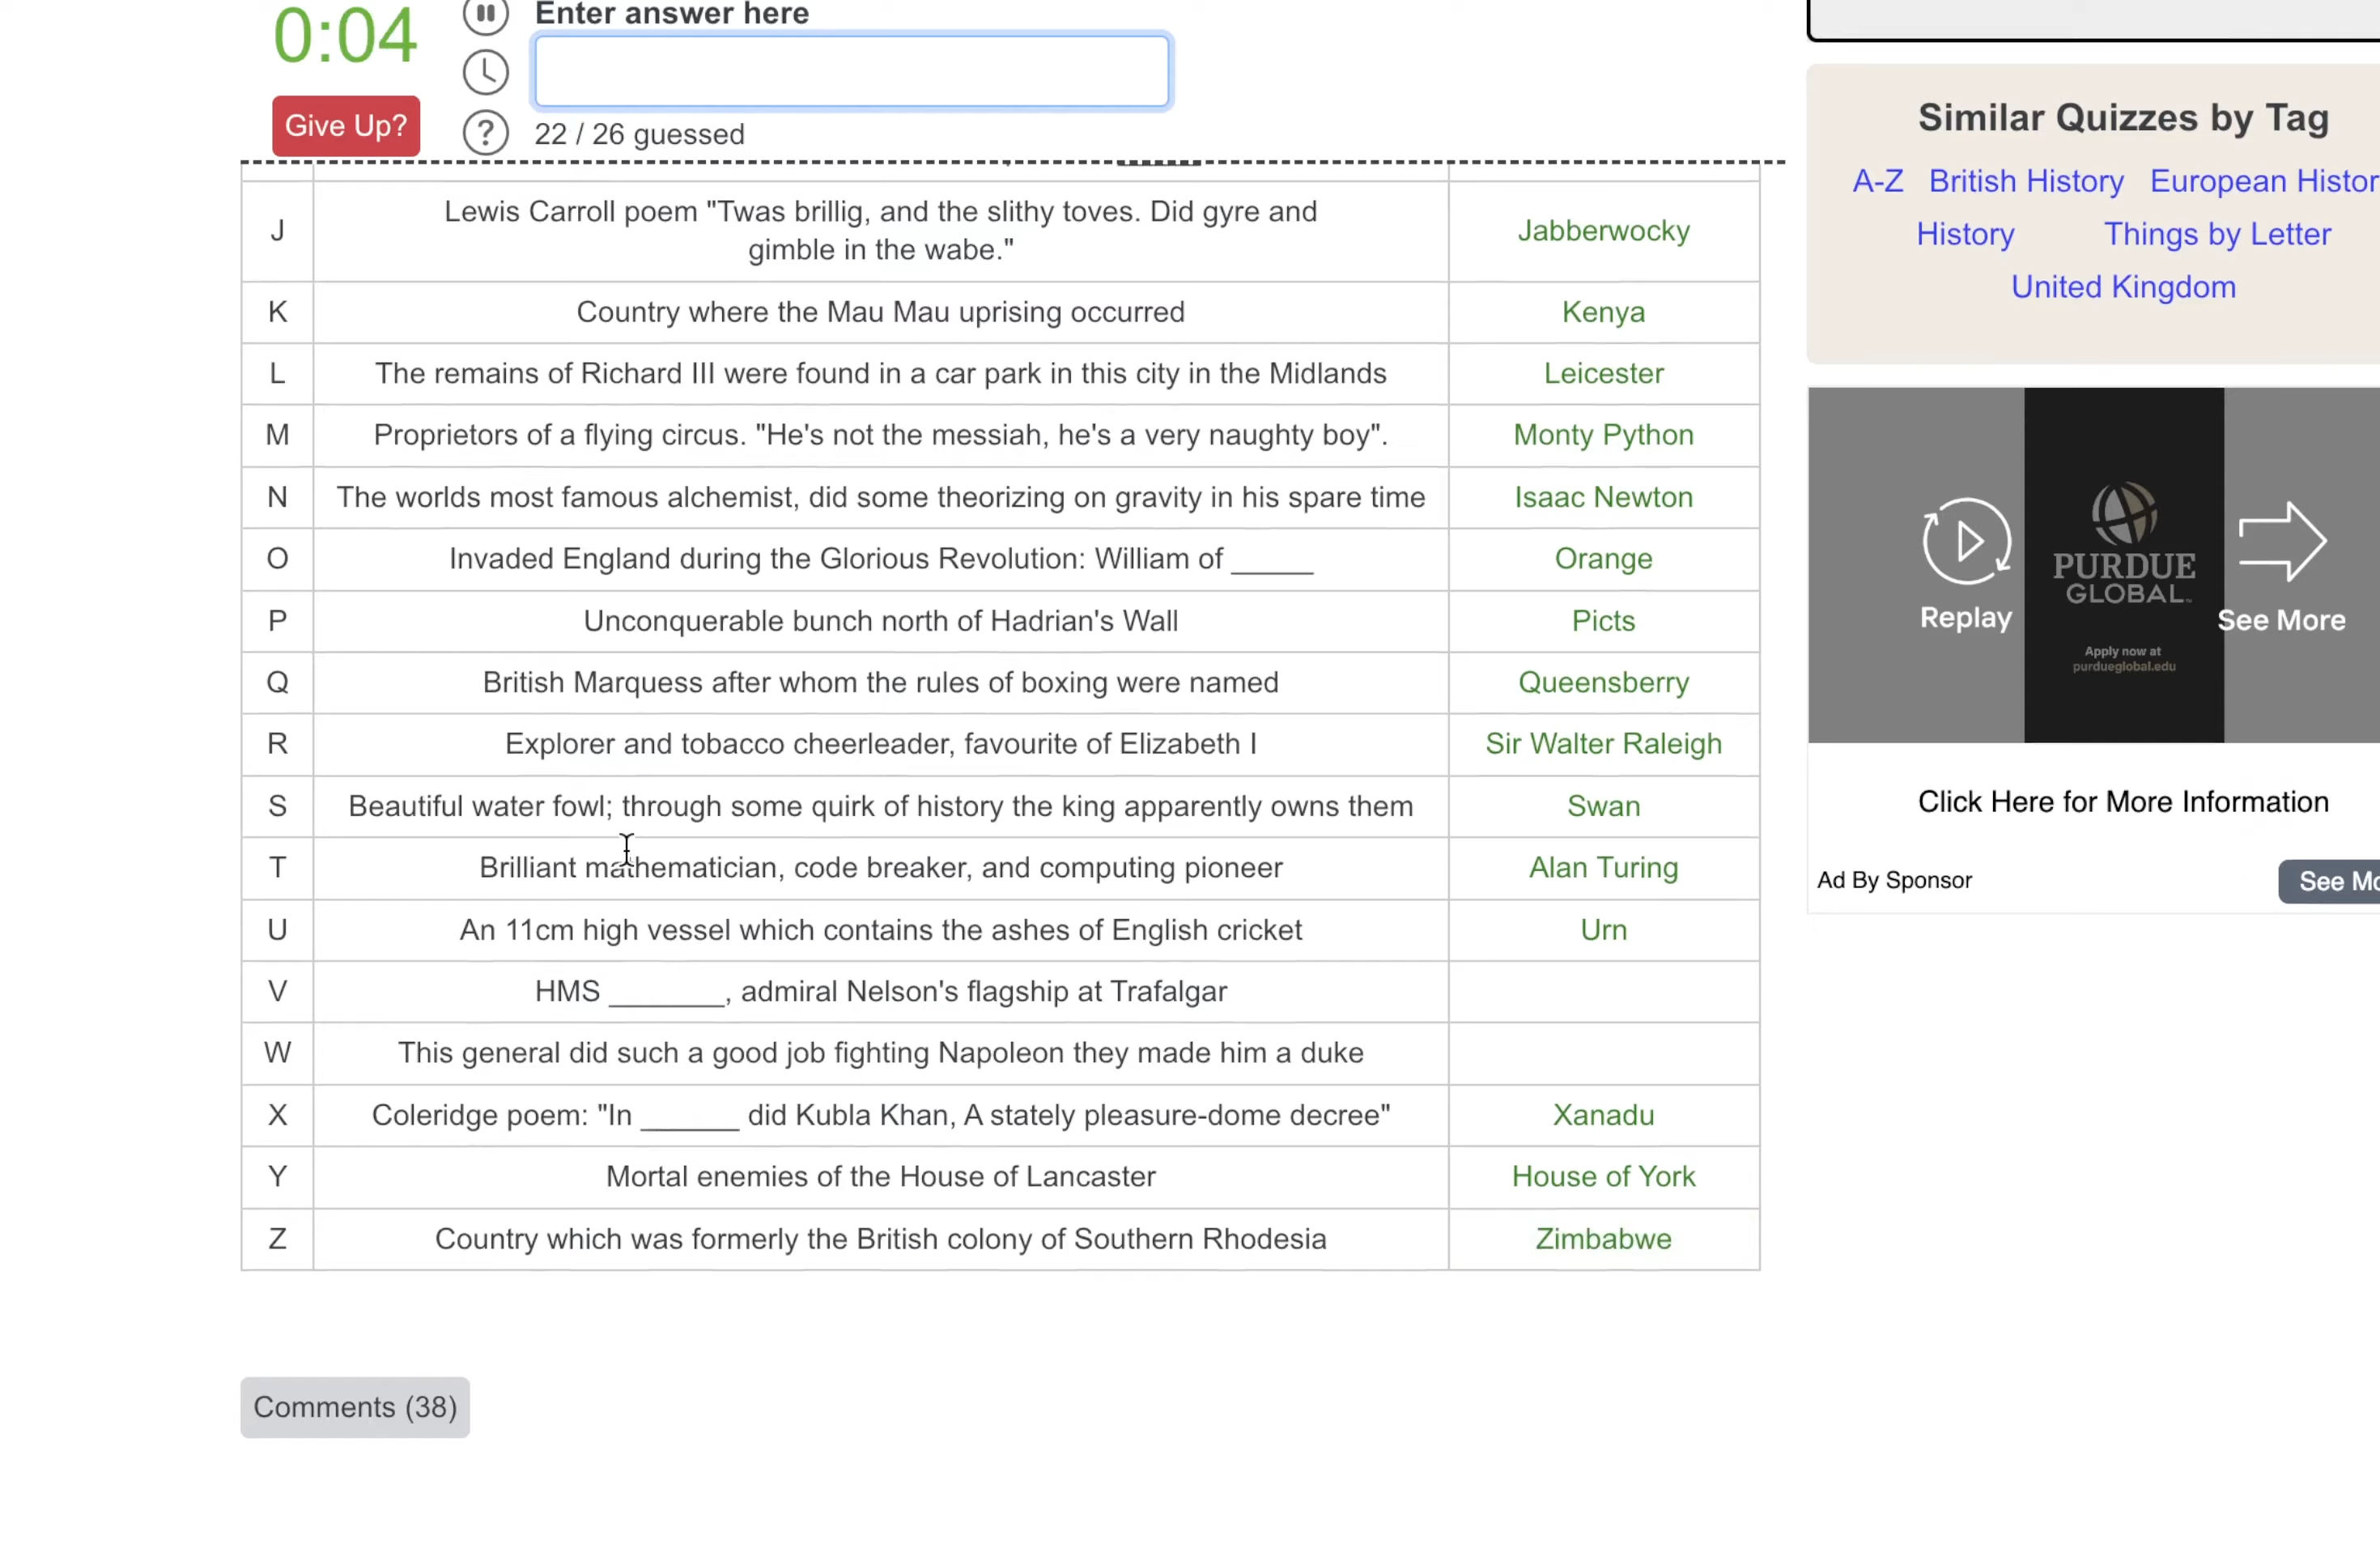 0:04
Enter answer here
Give Up?
22 / 26 guessed
J
Lewis Carroll poem "Twas brillig, and the slithy toves. Did gyre and
gimble in the wabe."
Jabberwocky
K
Country where the Mau Mau uprising occurred
Kenya
L
The remains of Richard III were found in a car park in this city in the Midlands
Leicester
M
Proprietors of a flying circus. "He's not the messiah, he's a very naughty boy".
Monty Python
N
The worlds most famous alchemist, did some theorizing on gravity in his spare time
Isaac Newton
O
Invaded England during the Glorious Revolution: William of _____
Orange
P
Unconquerable bunch north of Hadrian's Wall
Picts
Q
British Marquess after whom the rules of boxing were named
Queensberry
R
Explorer and tobacco cheerleader, favourite of Elizabeth I
Sir Walter Raleigh
S
Beautiful water fowl; through some quirk of history the king apparently owns them
Swan
T
Brilliant mathematician, code breaker, and computing pioneer
Alan Turing
U
An 11cm high vessel which contains the ashes of English cricket
Urn
V
HMS _______, admiral Nelson's flagship at Trafalgar
W
This general did such a good job fighting Napoleon they made him a duke
X
Coleridge poem: "In ______ did Kubla Khan, A stately pleasure-dome decree"
Xanadu
Y
Mortal enemies of the House of Lancaster
House of York
Z
Country which was formerly the British colony of Southern Rhodesia
Zimbabwe
Comments (38)
Similar Quizzes by Tag
A-Z British History European Histor
History Things by Letter
United Kingdom
Replay
PURDUE
GLOBAL
Apply now at
purdueglobal.edu
See More
Click Here for More Information
Ad By Sponsor
See Mo